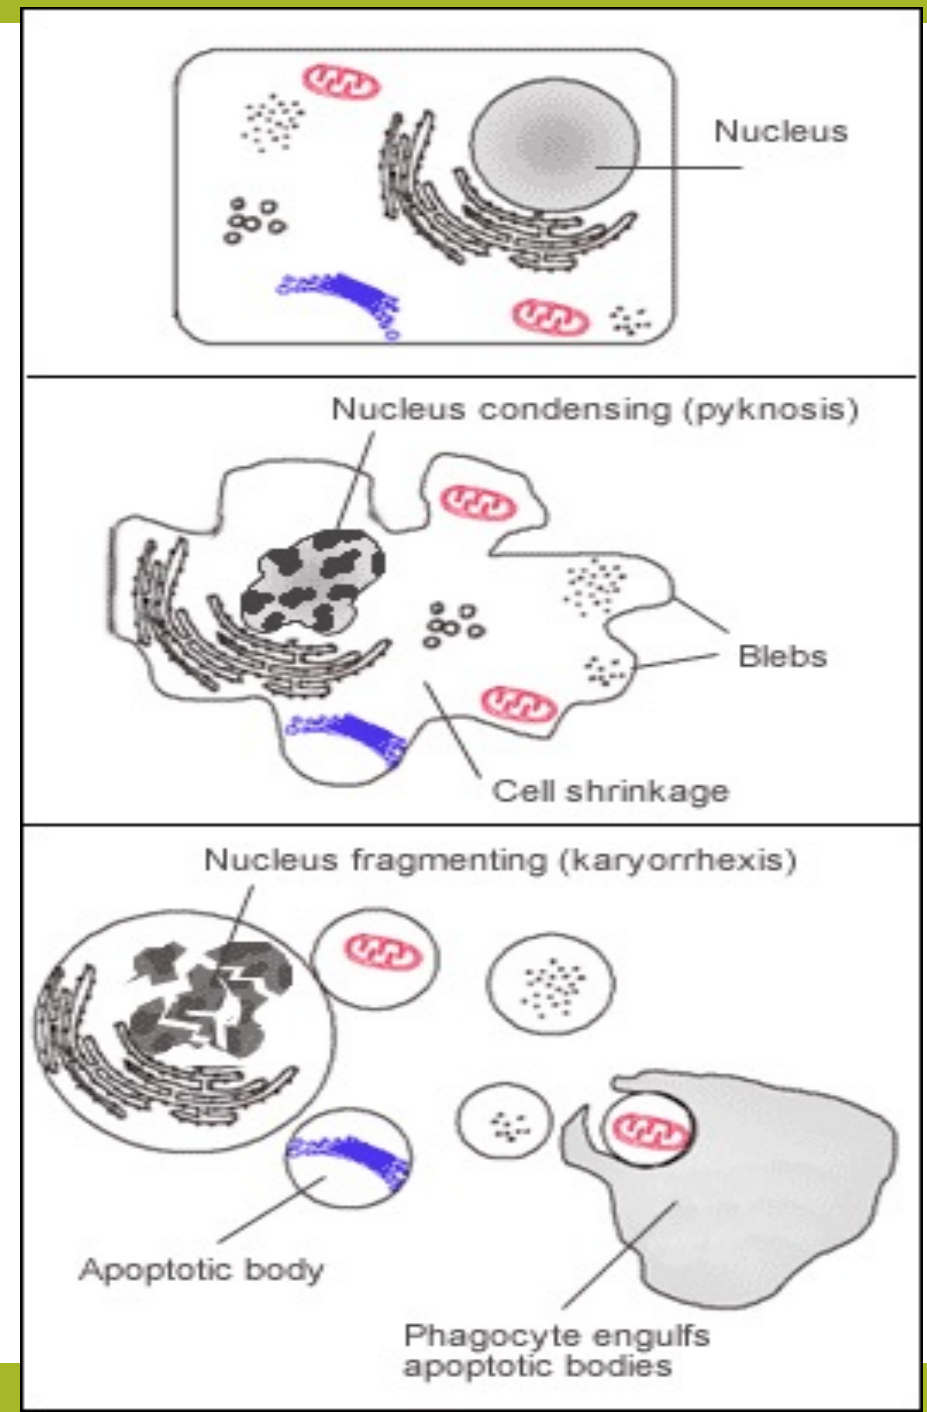 Nucleus
Nucleus condensing (pyknosis)
Blebs
Cell shrinkage
Nucleus fragmenting (karyorrhexis)
Apoptotic body
Phagocyte engulfs
apoptotic bodies